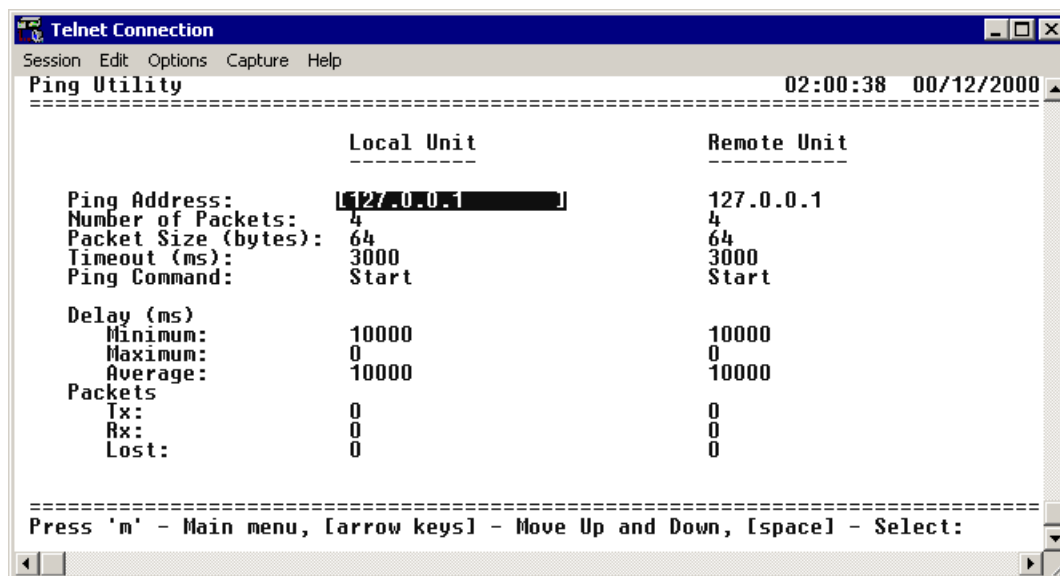 Telnet Connection
Session Edit Options Capture Help
Ping Utility 02:00:38 00/12/2000
================================================================================
Local Unit Remote Unit
---------- -----------
Ping Address: [127.0.0.1 ] 127.0.0.1
Number of Packets: 4 4
Packet Size (bytes): 64 64
Timeout (ms): 3000 3000
Ping Command: Start Start
Delay (ms)
Minimum: 10000 10000
Maximum: 0 0
Average: 10000 10000
Packets
Tx: 0 0
Rx: 0 0
Lost: 0 0
================================================================================
Press 'm' - Main menu, [arrow keys] - Move Up and Down, [space] - Select: